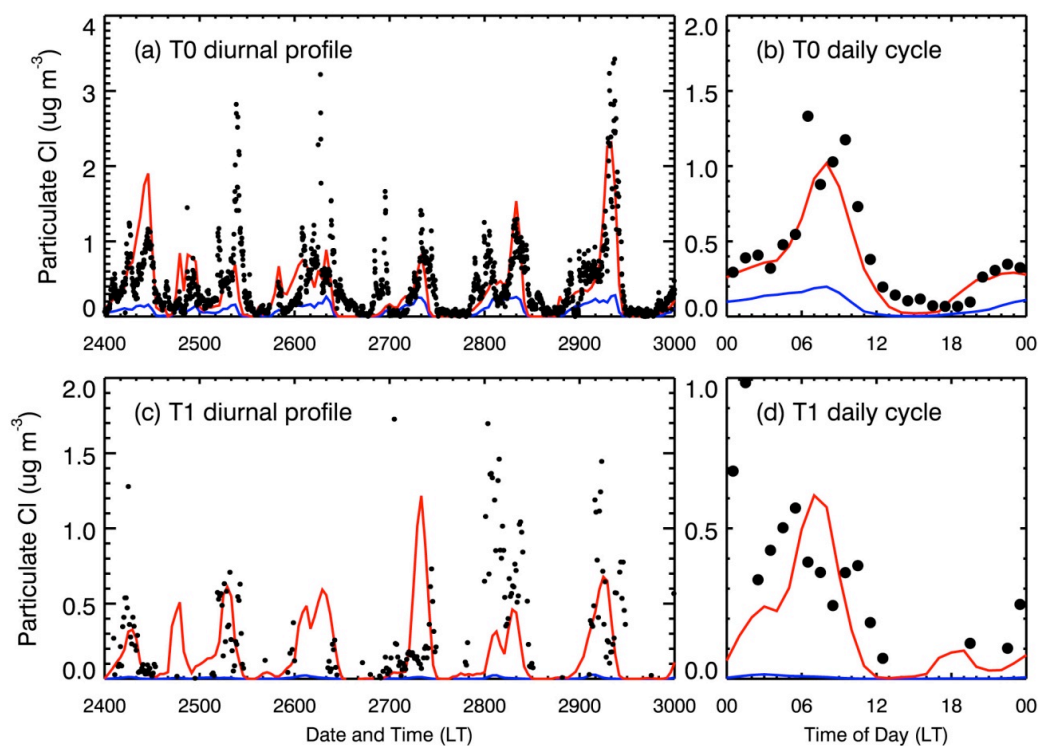 (a) T0 diurnal profile
Particulate Cl (ug m⁻³)
4
3
2
1
0
2400 2500 2600 2700 2800 2900 3000
(b) T0 daily cycle
2.0
1.5
1.0
0.5
0.0
00 06 12 18 00
(c) T1 diurnal profile
Particulate Cl (ug m⁻³)
2.0
1.5
1.0
0.5
0.0
2400 2500 2600 2700 2800 2900 3000
Date and Time (LT)
(d) T1 daily cycle
1.0
0.5
0.0
00 06 12 18 00
Time of Day (LT)